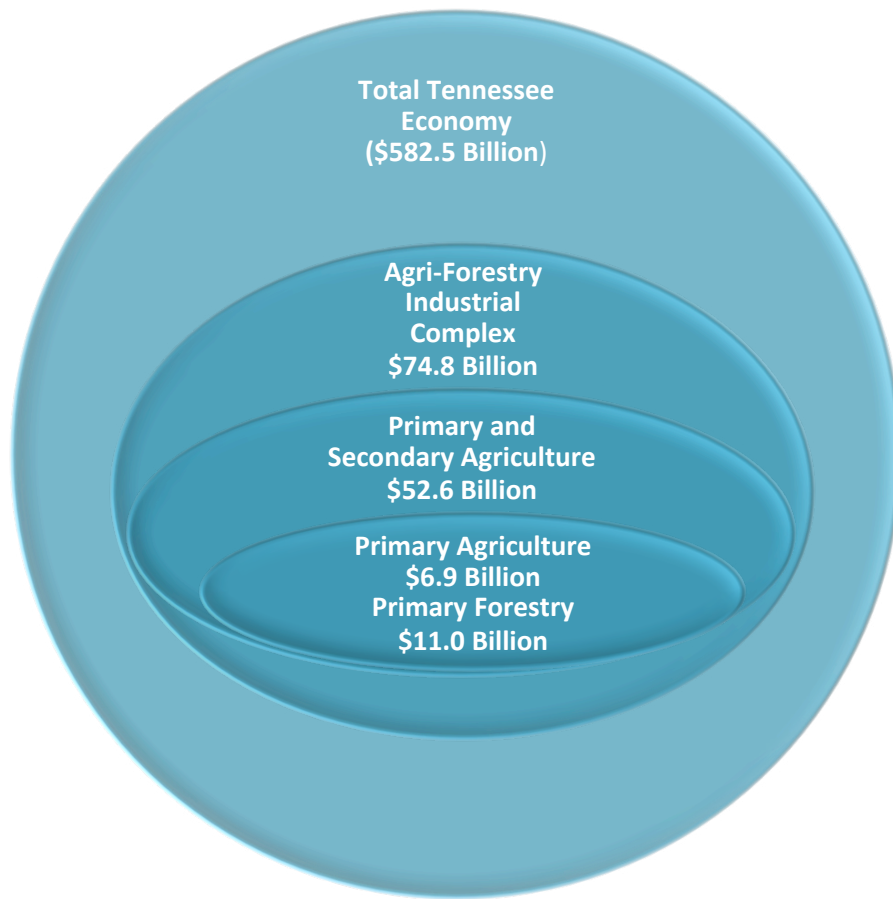 Total Tennessee
Economy
($582.5 Billion)
Agri-Forestry
Industrial
Complex
$74.8 Billion
Primary and
Secondary Agriculture
$52.6 Billion
Primary Agriculture
$6.9 Billion
Primary Forestry
$11.0 Billion